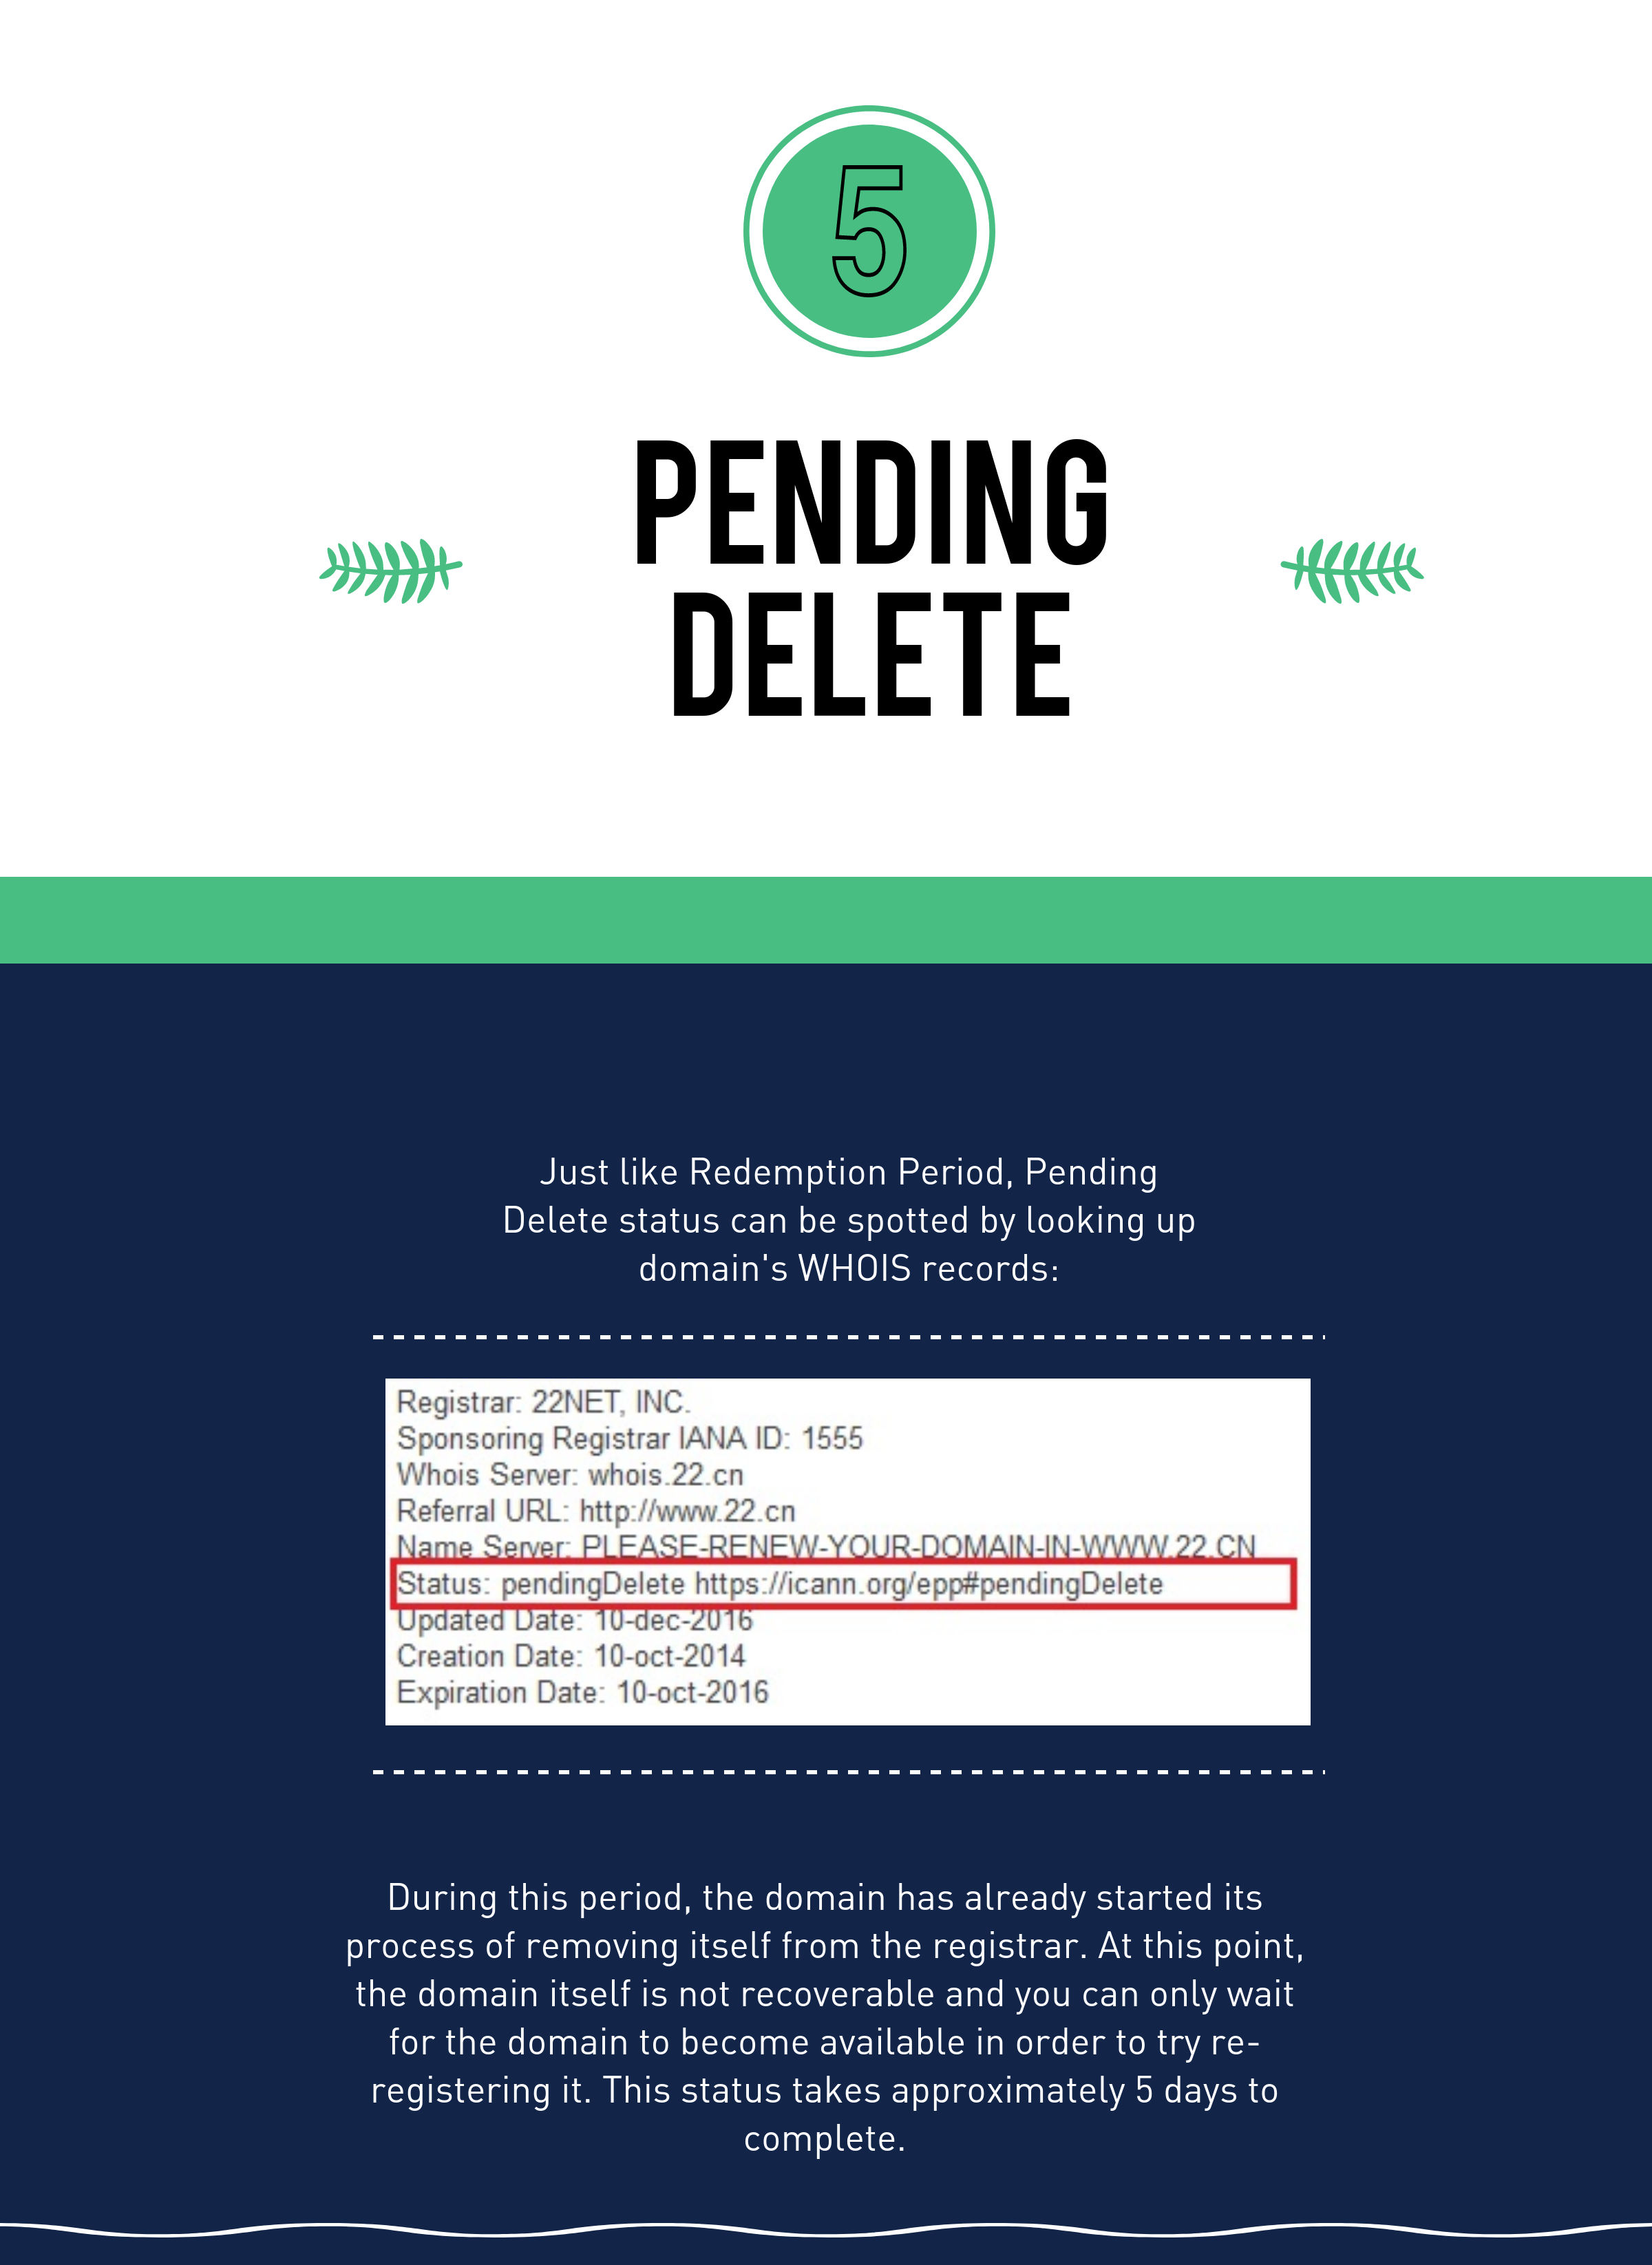 5
PENDING
DELETE
Just like Redemption Period, Pending
Delete status can be spotted by looking up
domain's WHOIS records:
Registrar: 22NET, INC.
Sponsoring Registrar IANA ID: 1555
Whois Server: whois.22.cn
Referral URL: http://www.22.cn
Name Server: PLEASE-RENEW-YOUR-DOMAIN-IN-WWW.22.CN
Status: pendingDelete https://icann.org/epp#pendingDelete
Updated Date: 10-dec-2016
Creation Date: 10-oct-2014
Expiration Date: 10-oct-2016
During this period, the domain has already started its
process of removing itself from the registrar. At this point,
the domain itself is not recoverable and you can only wait
for the domain to become available in order to try re-
registering it. This status takes approximately 5 days to
complete.